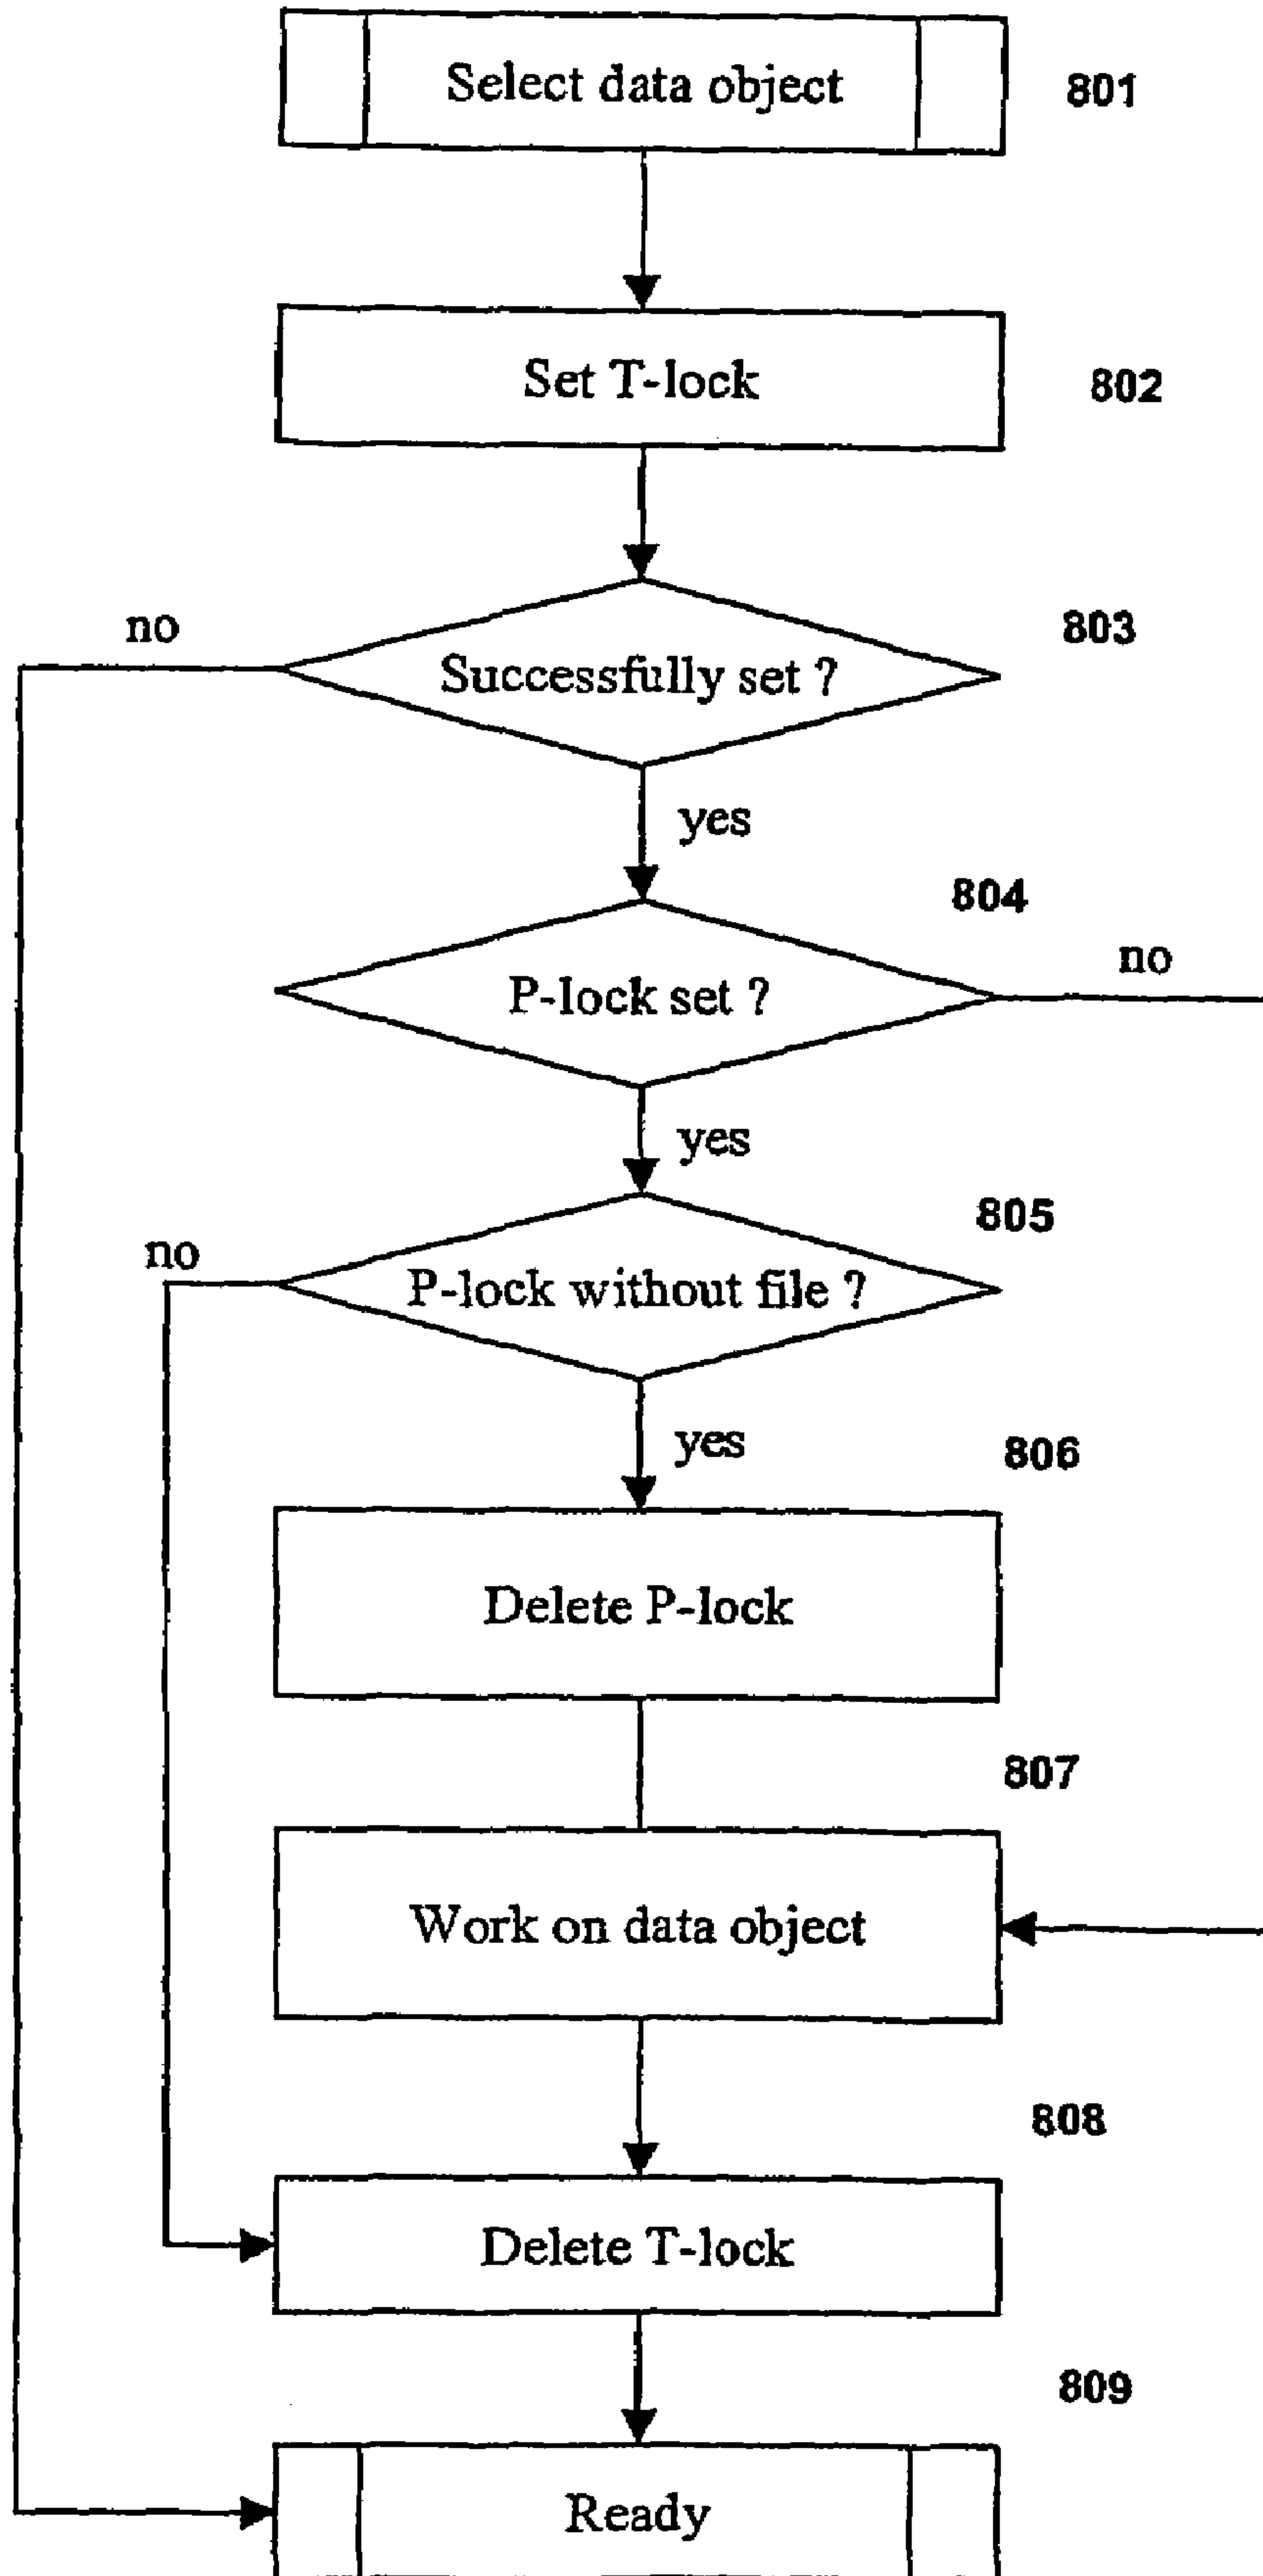 Select data object
801
Set T-lock
802
no
Successfully set ?
803
yes
804
P-lock set ?
no
yes
805
no
P-lock without file ?
yes
806
Delete P-lock
807
Work on data object
808
Delete T-lock
809
Ready